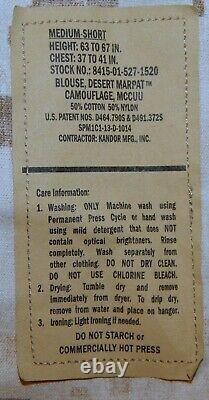 MEDIUM-SHORT
HEIGHT: 63 TO 67 IN.
CHEST: 37 TO 41 IN.
STOCK NO.: 8415-01-527-1520
BLOUSE, DESERT MARPAT™
CAMOUFLAGE, MCCUU
50% COTTON 50% NYLON
U.S. PATENT NOS. D464,790S & D491,372S
SPM1C1-13-D-1014
CONTRACTOR: KANDOR MFG., INC.
Care Information:
1. Washing: ONLY Machine wash using
Permanent Press Cycle or hand wash
using mild detergent that does NOT
contain optical brighteners. Rinse
completely. Wash separately from
other clothing. DO NOT DRY CLEAN.
DO NOT USE CHLORINE BLEACH.
2. Drying: Tumble dry and remove
immediately from dryer. To drip dry,
remove from water and place on hanger.
3. Ironing: Light Ironing if needed.
DO NOT STARCH or
COMMERCIALLY HOT PRESS